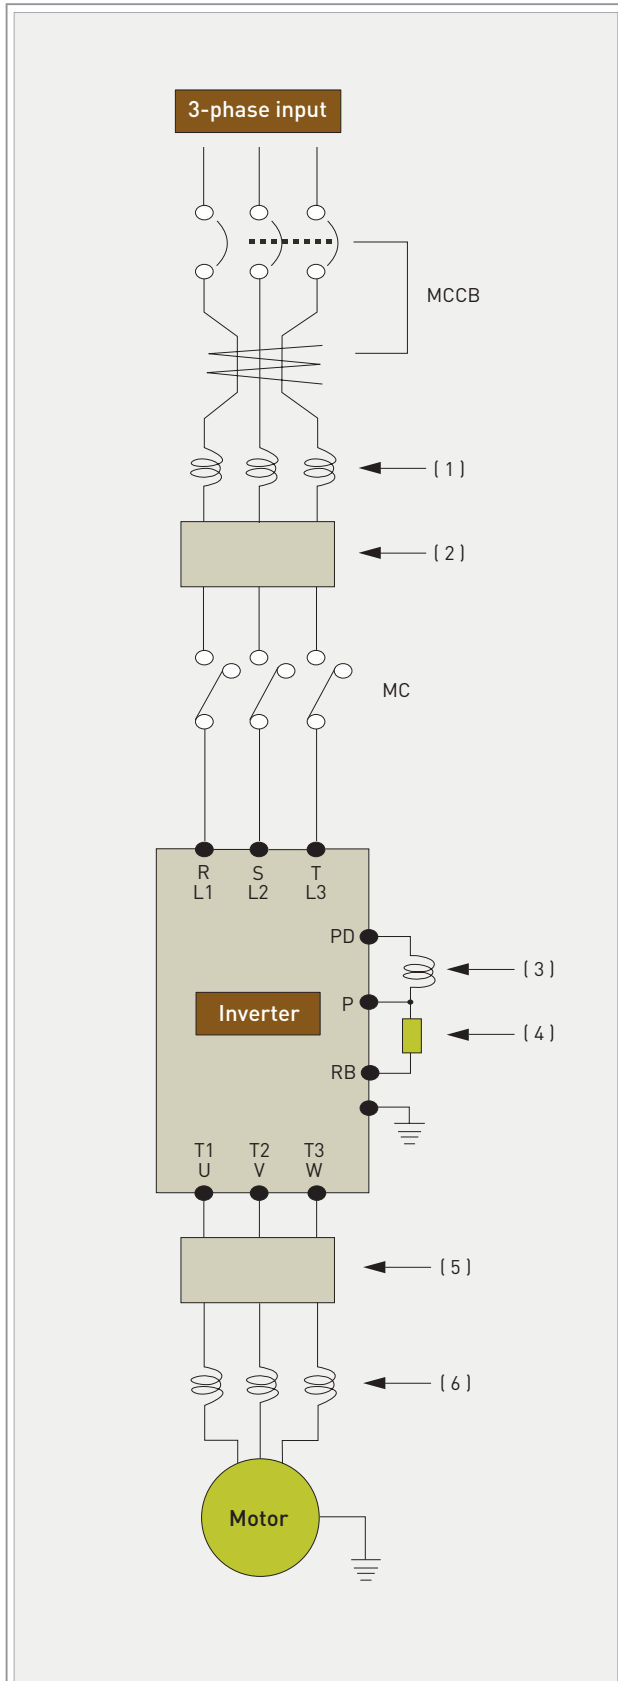 3-phase input
MCCB
( 1 )
( 2 )
MC
R S T
L1 L2 L3
PD
( 3 )
Inverter
P
( 4 )
RB
T1 T2 T3
U V W
( 5 )
( 6 )
Motor